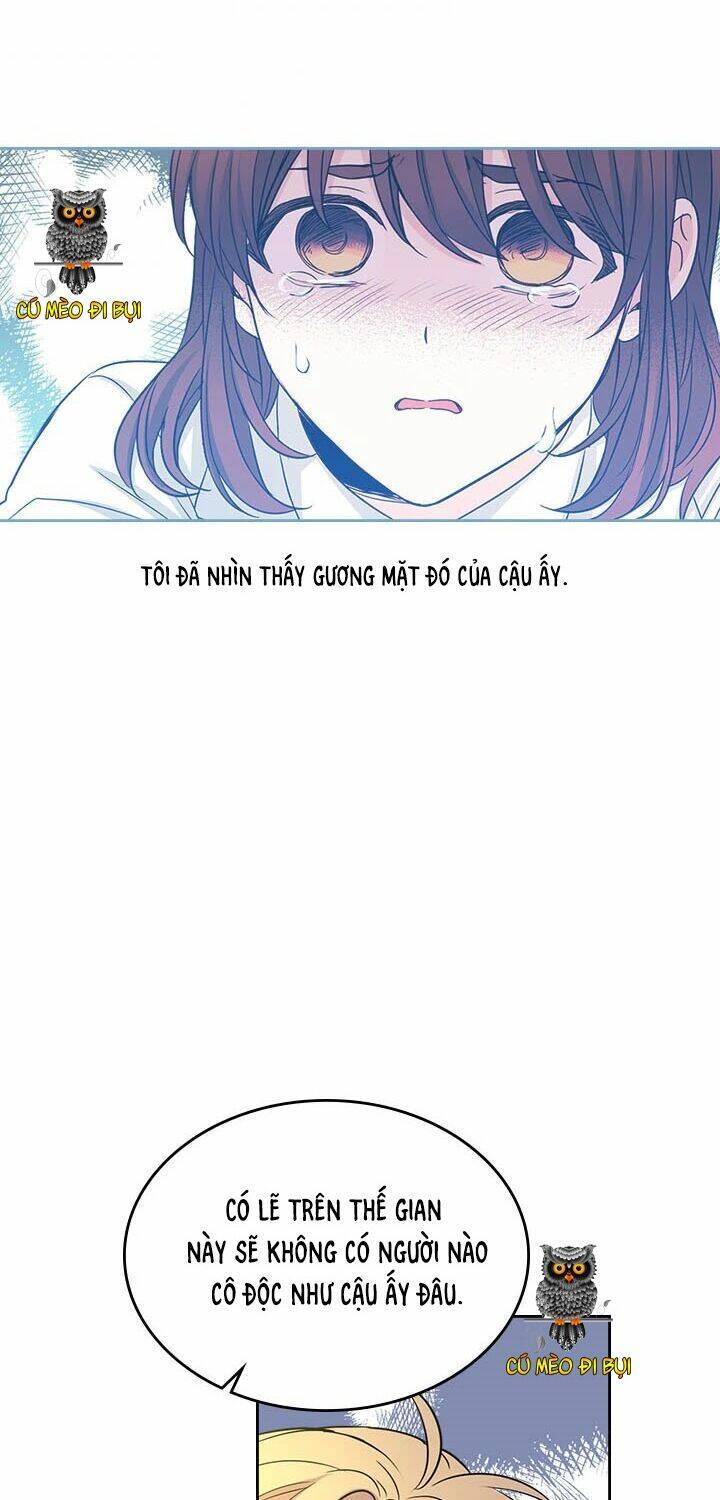 CÚ MÈO ĐI BỤI
TÔI ĐÃ NHÌN THẤY GƯƠNG MẶT ĐÓ CỦA CẬU ẤY.
CÓ LẼ TRÊN THẾ GIAN
NÀY SẼ KHÔNG CÓ NGƯỜI NÀO
CÔ ĐỘC NHƯ CẬU ẤY ĐÂU.
CÚ MÈO ĐI BỤI